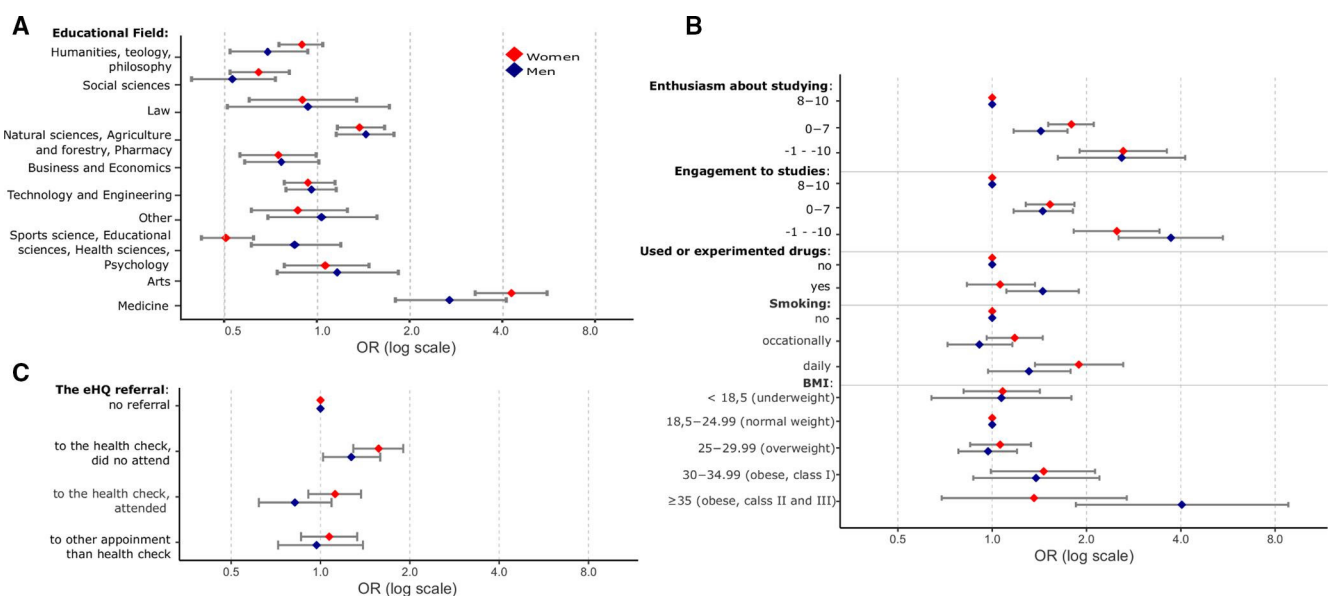 A
Educational Field:
Humanities, teology,
philosophy
Social sciences
Law
Natural sciences, Agriculture
and forestry, Pharmacy
Business and Economics
Technology and Engineering
Other
Sports science, Educational
sciences, Health sciences,
Psychology
Arts
Medicine
Women
Men
0.5 1.0 2.0 4.0 8.0
OR (log scale)
B
Enthusiasm about studying:
8−10
0−7
-1 - -10
Engagement to studies:
8−10
0−7
-1 - -10
Used or experimented drugs:
no
yes
Smoking:
no
occationally
daily
BMI:
< 18,5 (underweight)
18,5−24.99 (normal weight)
25−29.99 (overweight)
30−34.99 (obese, class I)
≥35 (obese, calss II and III)
0.5 1.0 2.0 4.0 8.0
OR (log scale)
C
The eHQ referral:
no referral
to the health check,
did no attend
to the health check,
attended
to other appoinment
than health check
0.5 1.0 2.0 4.0 8.0
OR (log scale)